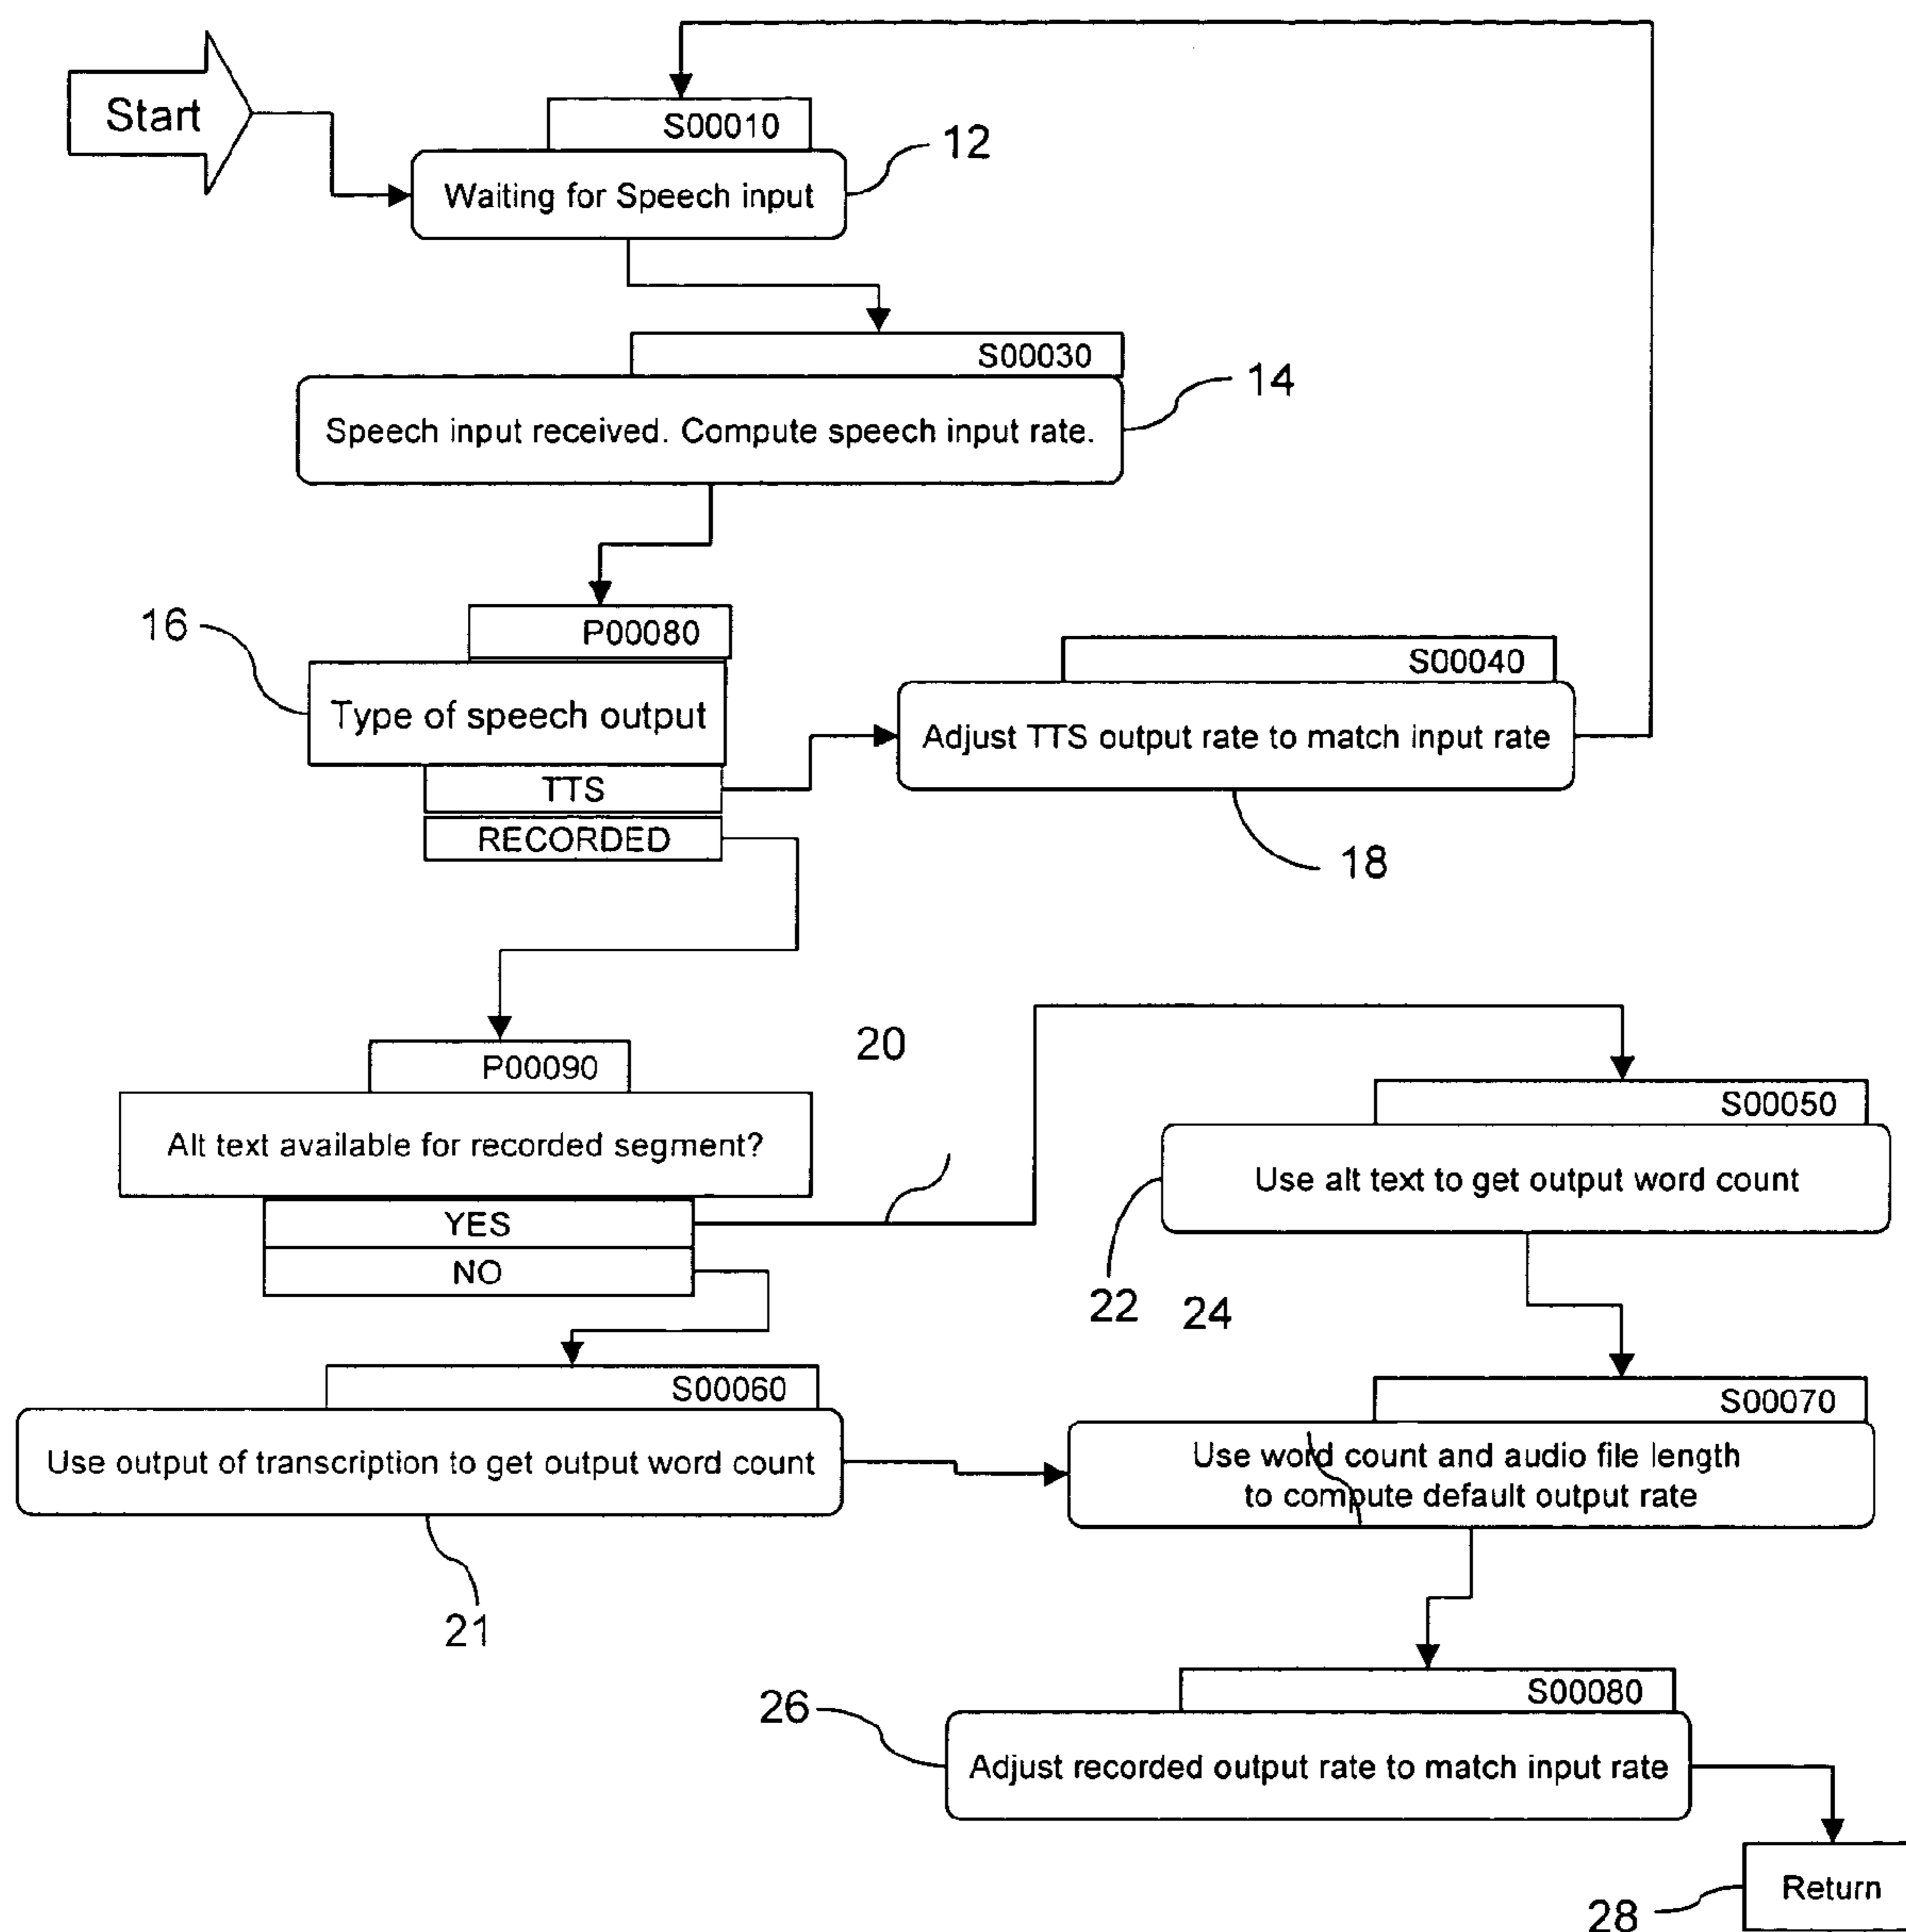 Start
S00010
Waiting for Speech input
12
S00030
Speech input received. Compute speech input rate.
14
P00080
16
Type of speech output
TTS
RECORDED
S00040
Adjust TTS output rate to match input rate
18
P00090
Alt text available for recorded segment?
YES
NO
20
S00050
Use alt text to get output word count
22
24
S00060
Use output of transcription to get output word count
21
S00070
Use word count and audio file length
to compute default output rate
S00080
26
Adjust recorded output rate to match input rate
Return
28